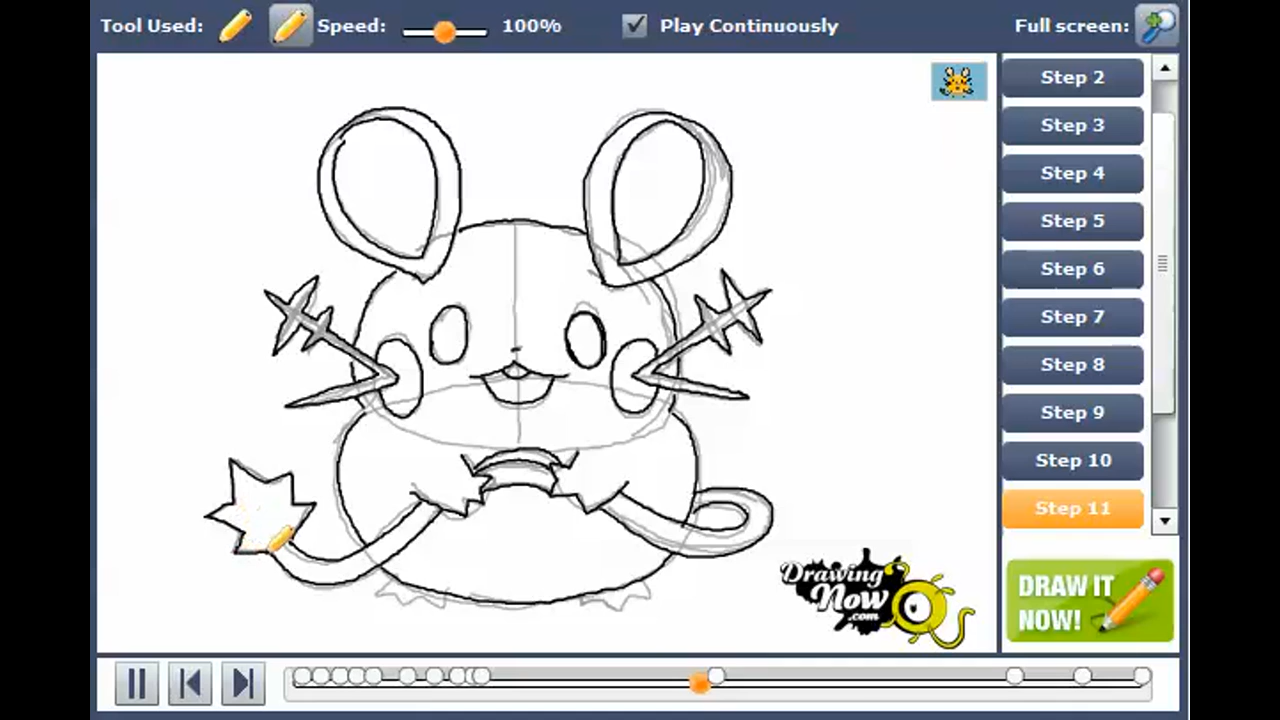 Tool Used: Speed: 100% Play Continuously Full screen:
Step 2
Step 3
Step 4
Step 5
Step 6
Step 7
Step 8
Step 9
Step 10
Step 11
DRAW IT
NOW!
Drawing
Now
.com